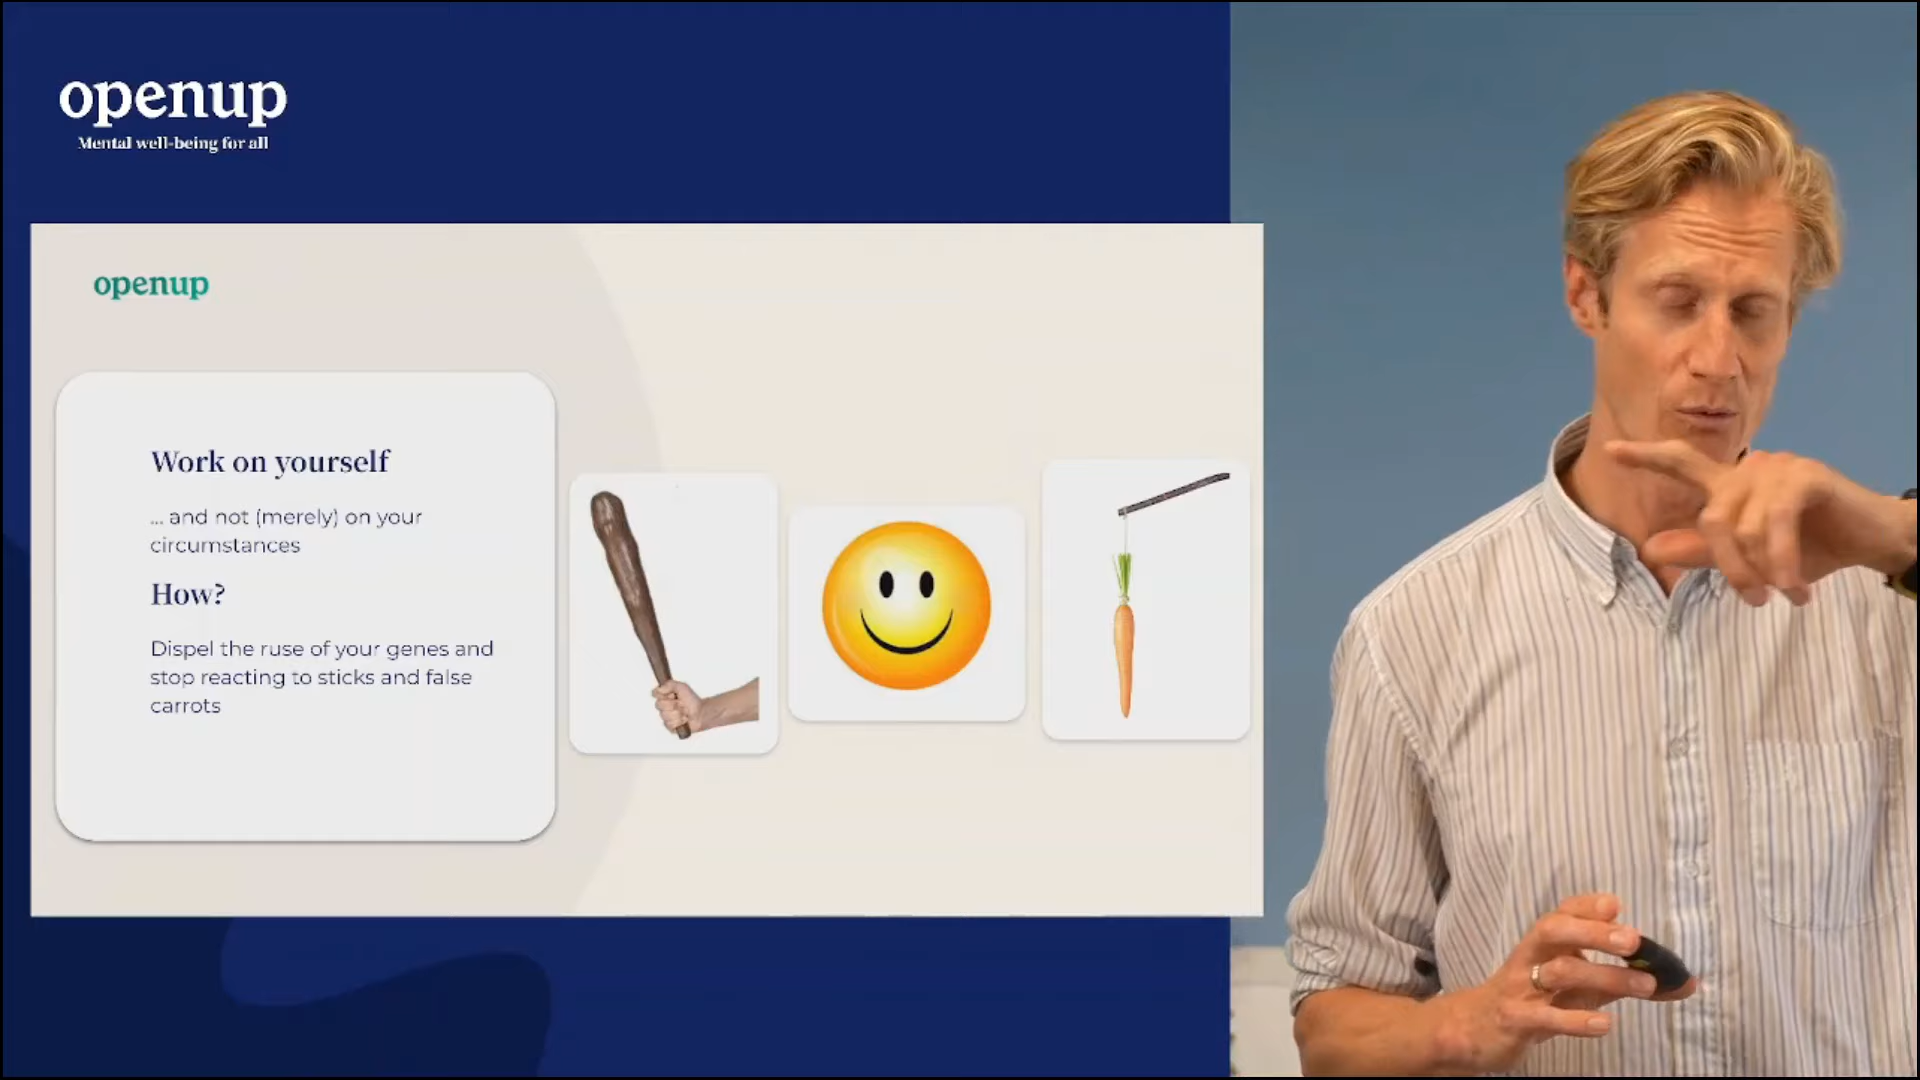 openup
Mental well-being for all
openup
Work on yourself
... and not (merely) on your
circumstances
How?
Dispel the ruse of your genes and
stop reacting to sticks and false
carrots